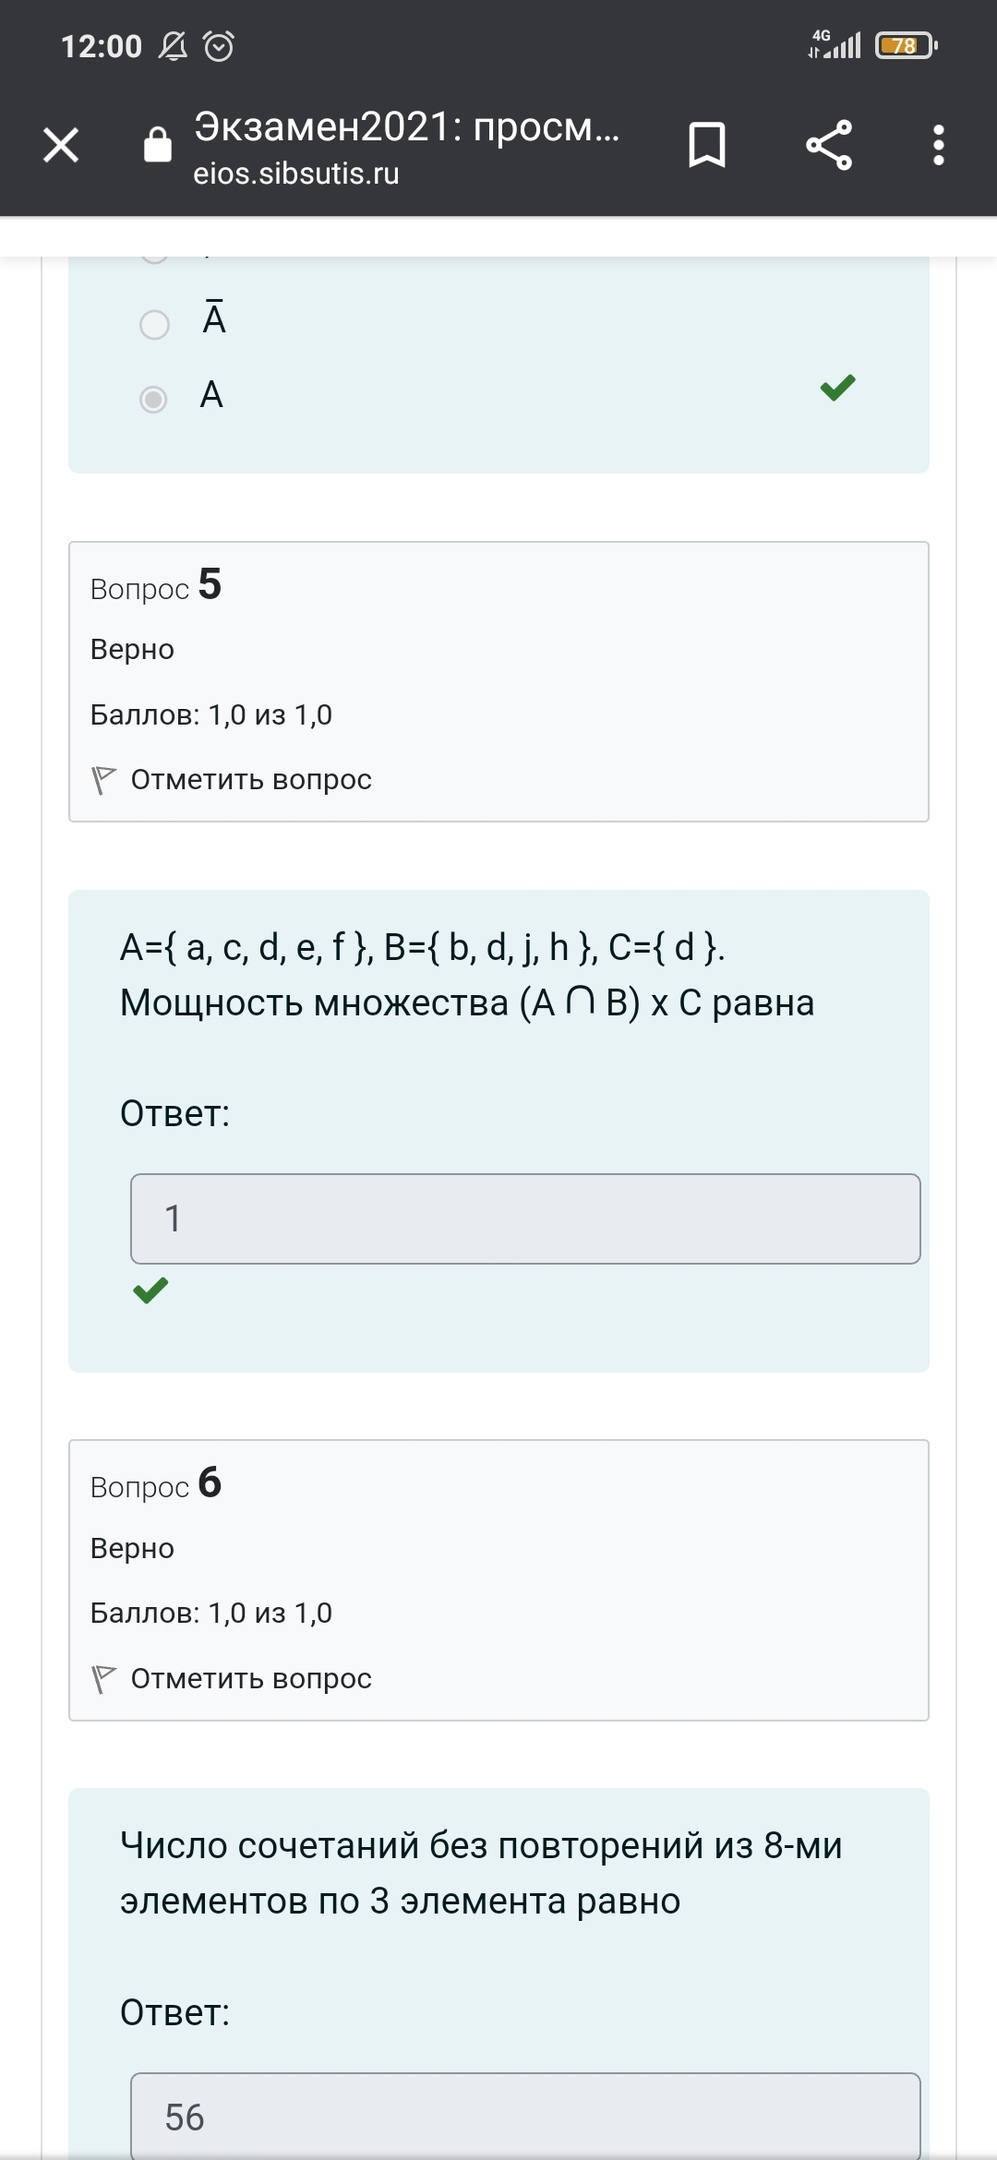 12:00
4G
78
Экзамен2021: просм...
eios.sibsutis.ru
Ā
A
Вопрос 5
Верно
Баллов: 1,0 из 1,0
Отметить вопрос
A={ a, c, d, e, f }, B={ b, d, j, h }, C={ d }.
Мощность множества (A ⋂ B) x C равна
Ответ:
1
Вопрос 6
Верно
Баллов: 1,0 из 1,0
Отметить вопрос
Число сочетаний без повторений из 8-ми
элементов по 3 элемента равно
Ответ:
56